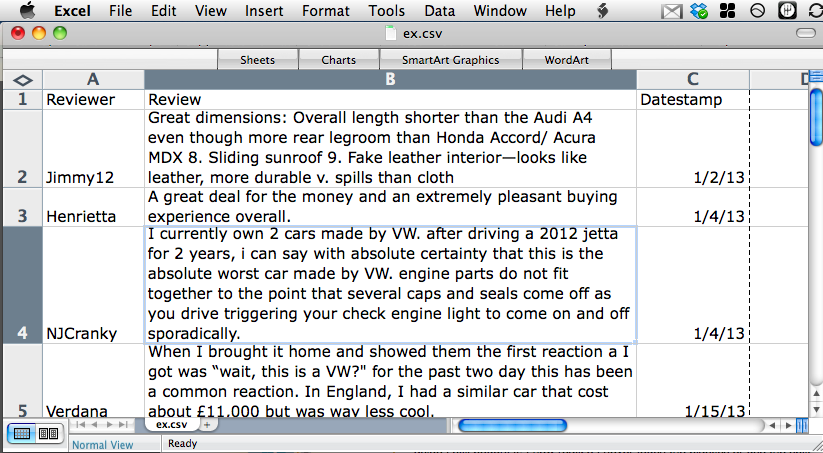 Excel File Edit View Insert Format Tools Data Window Help
ex.csv
Sheets Charts SmartArt Graphics WordArt
A B C D
1 Reviewer Review Datestamp
Great dimensions: Overall length shorter than the Audi A4
even though more rear legroom than Honda Accord/ Acura
MDX 8. Sliding sunroof 9. Fake leather interior—looks like
2 Jimmy12 leather, more durable v. spills than cloth 1/2/13
A great deal for the money and an extremely pleasant buying
3 Henrietta experience overall. 1/4/13
I currently own 2 cars made by VW. after driving a 2012 jetta
for 2 years, i can say with absolute certainty that this is the
absolute worst car made by VW. engine parts do not fit
together to the point that several caps and seals come off as
you drive triggering your check engine light to come on and off
4 NJCranky sporadically. 1/4/13
When I brought it home and showed them the first reaction a I
got was “wait, this is a VW?" for the past two day this has been
a common reaction. In England, I had a similar car that cost
5 Verdana about £11,000 but was way less cool. 1/15/13
ex.csv +
Normal View Ready